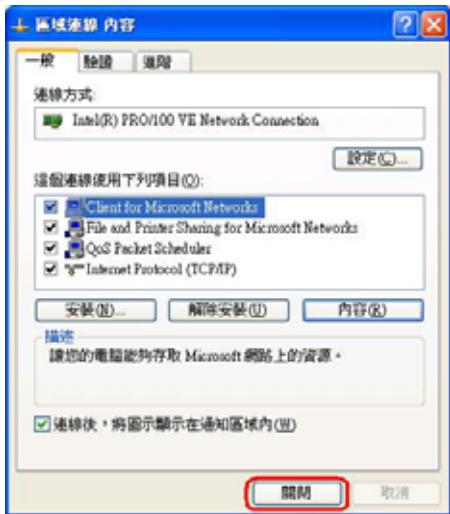 區域連線 內容
一般 驗證 進階
連線方式:
Intel(R) PRO/100 VE Network Connection
設定(C)...
這個連線使用下列項目(O):
Client for Microsoft Networks
File and Printer Sharing for Microsoft Networks
QoS Packet Scheduler
Internet Protocol (TCP/IP)
安裝(N)... 解除安裝(U) 內容(R)
描述
讓您的電腦能夠存取 Microsoft 網路上的資源。
連線後，將圖示顯示在通知區域內(W)
關閉 取消